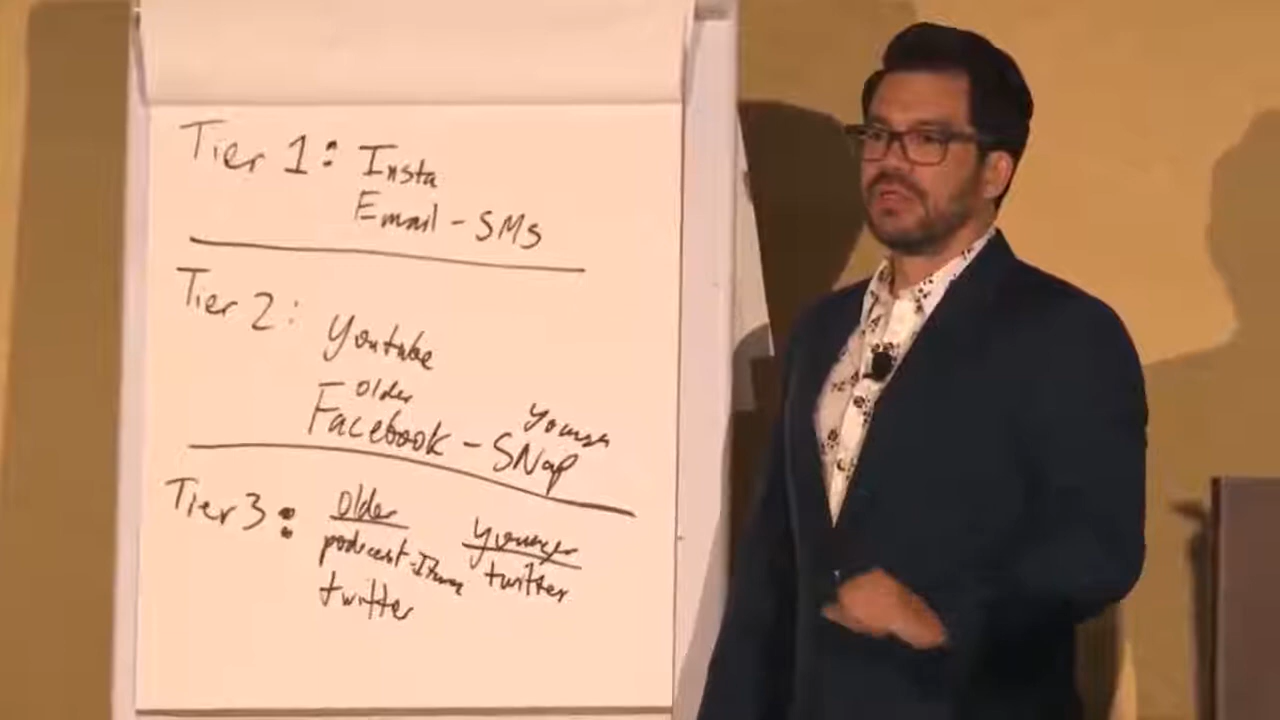 Tier 1: Insta
Email - SMS
Tier 2:
Youtube
Older
Younger
Facebook - SNap
Tier 3:
Older
younger
podcast - Itunes
twitter
twitter